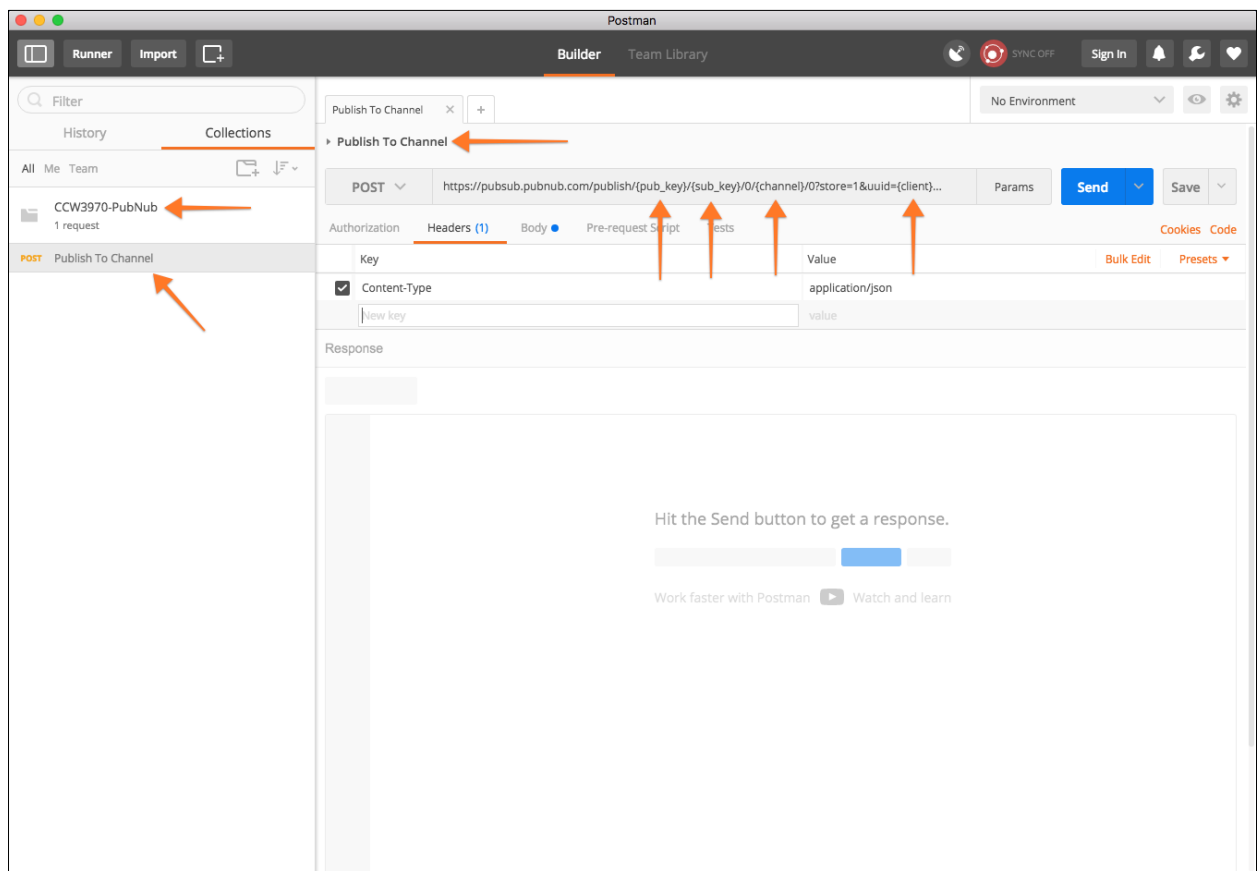 Postman
Runner Import Builder Team Library SYNC OFF Sign In
Filter
History Collections
All Me Team
CCW3970-PubNub
1 request
POST Publish To Channel
Publish To Channel
No Environment
Publish To Channel
POST https://pubsub.pubnub.com/publish/{pub_key}/{sub_key}/0/{channel}/0?store=1&uuid={client}... Params Send Save
Authorization Headers (1) Body Pre-request Script Tests Cookies Code
Key Value Bulk Edit Presets
Content-Type application/json
New key value
Response
Hit the Send button to get a response.
Work faster with Postman Watch and learn